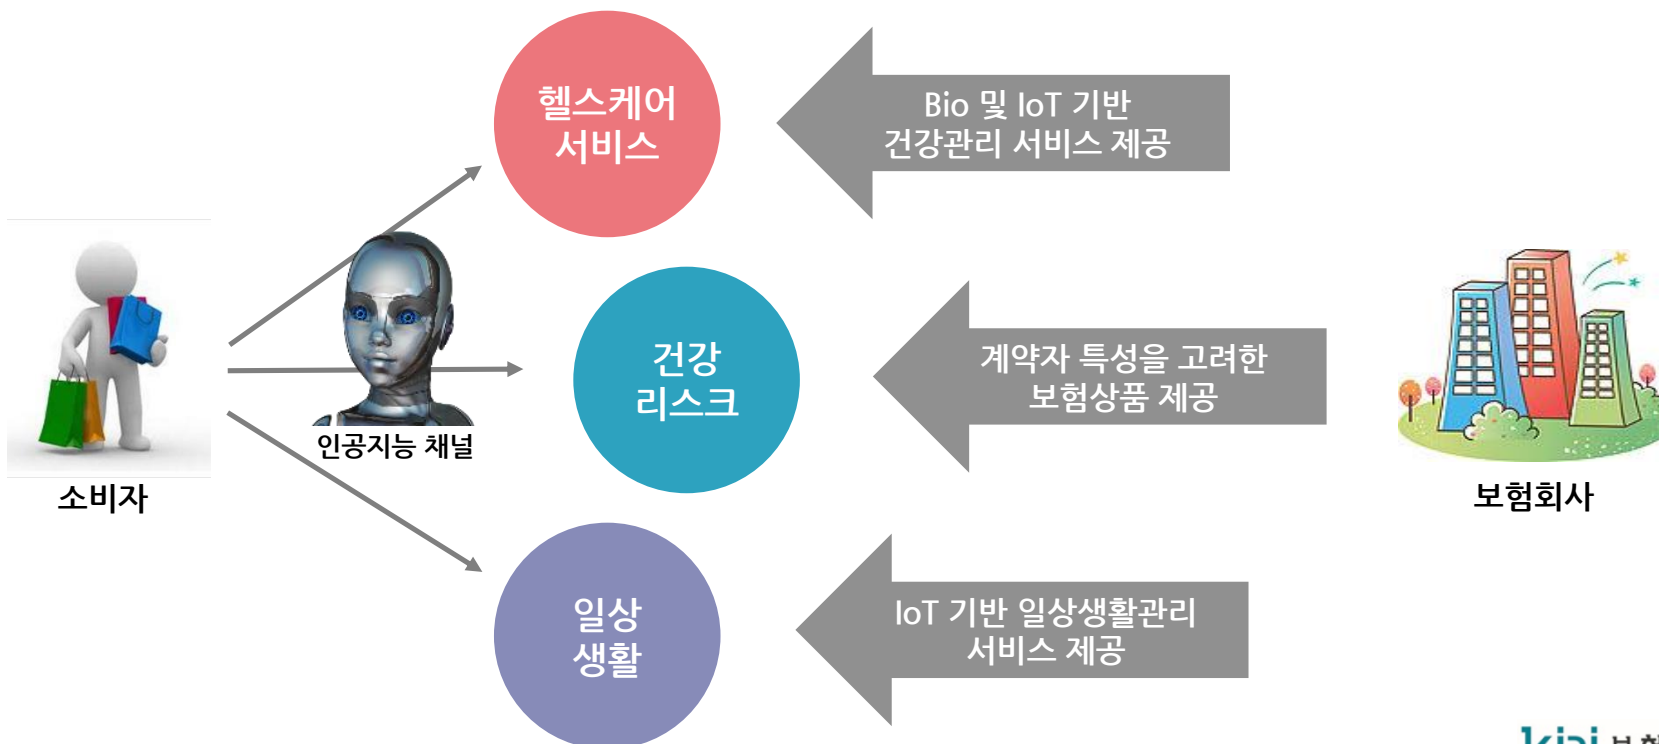 헬스케어
서비스
Bio 및 IoT 기반
건강관리 서비스 제공
소비자
인공지능 채널
건강
리스크
계약자 특성을 고려한
보험상품 제공
보험회사
일상
생활
IoT 기반 일상생활관리
서비스 제공